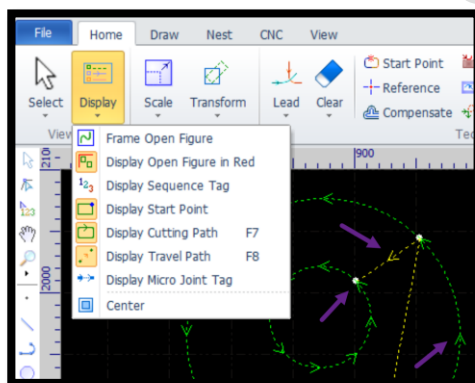 File Home Draw Nest CNC View
Start Point
Reference
Compensate
Select Display Scale Transform Lead Clear
View
Frame Open Figure
Display Open Figure in Red
123 Display Sequence Tag
Display Start Point
Display Cutting Path F7
Display Travel Path F8
Display Micro Joint Tag
Center
900
2000